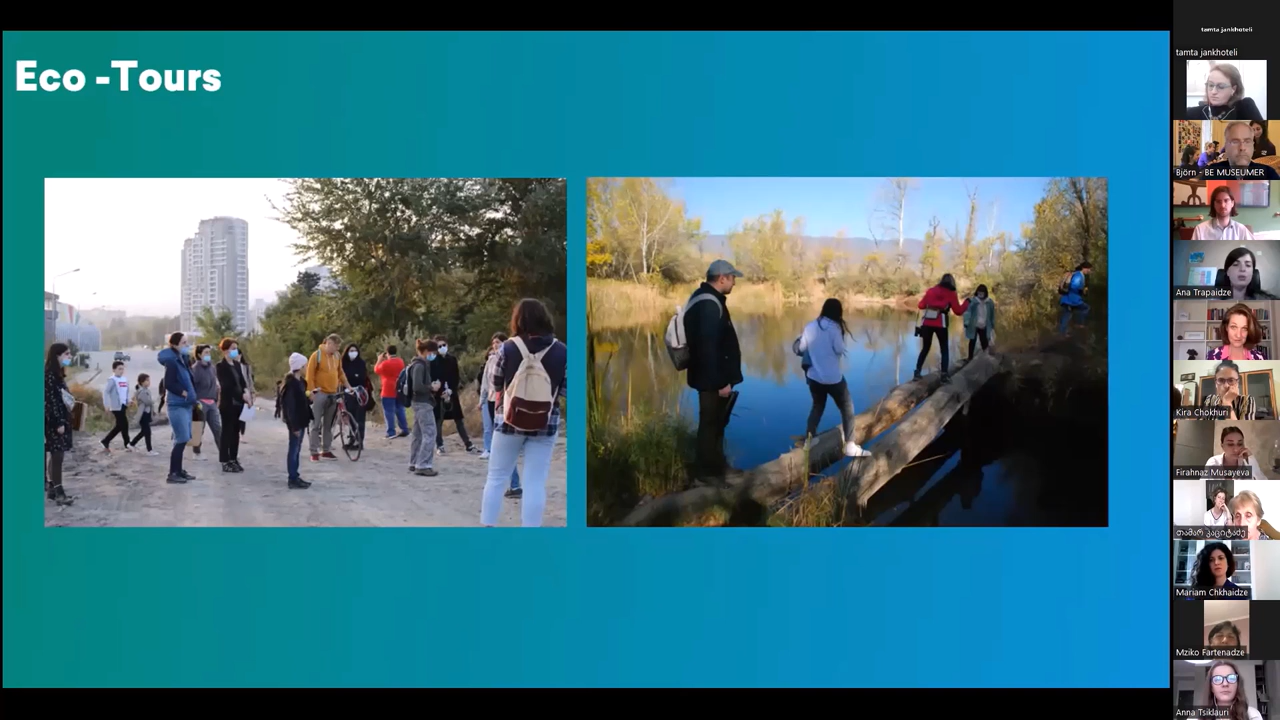 Eco -Tours
tamta jankhoteli
tamta jankhoteli
Björn - BE MUSEUMER
Ana Trapaidze
Kira Chokhuri
Firahnaz Musayeva
თამარ კაციტაძე
Mariam Chkhaidze
Mziko Fartenadze
Anna Tsiklauri